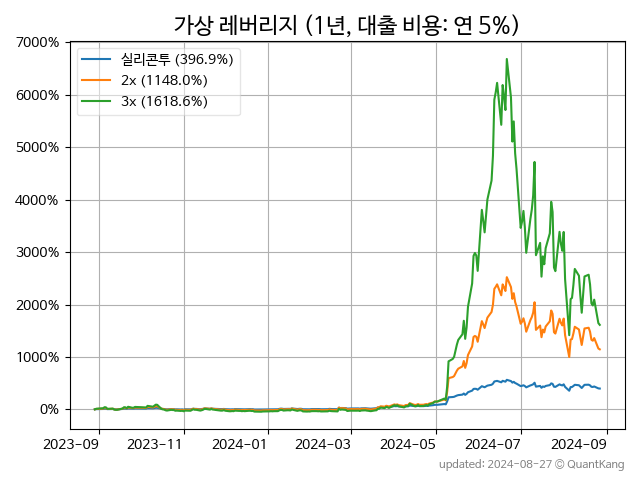 가상 레버리지 (1년, 대출 비용: 연 5%)
7000%
6000%
5000%
4000%
3000%
2000%
1000%
0%
실리콘투 (396.9%)
2x (1148.0%)
3x (1618.6%)
2023-09 2023-11 2024-01 2024-03 2024-05 2024-07 2024-09
updated: 2024-08-27 © QuantKang